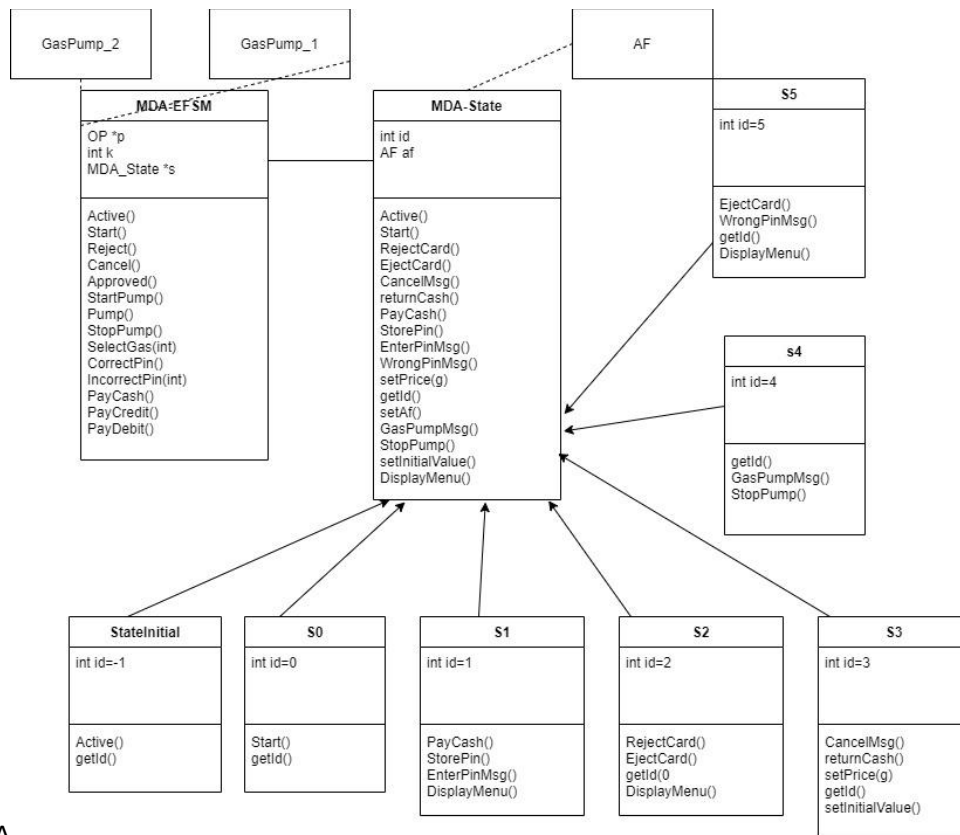 GasPump_2
GasPump_1
AF
MDA-EFSM
OP *p
int k
MDA_State *s
Active()
Start()
Reject()
Cancel()
Approved()
StartPump()
Pump()
StopPump()
SelectGas(int)
CorrectPin()
IncorrectPin(int)
PayCash()
PayCredit()
PayDebit()
MDA-State
int id
AF af
Active()
Start()
RejectCard()
EjectCard()
CancelMsg()
returnCash()
PayCash()
StorePin()
EnterPinMsg()
WrongPinMsg()
setPrice(g)
getId()
setAf()
GasPumpMsg()
StopPump()
setInitialValue()
DisplayMenu()
S5
int id=5
EjectCard()
WrongPinMsg()
getId()
DisplayMenu()
s4
int id=4
getId()
GasPumpMsg()
StopPump()
StateInitial
int id=-1
Active()
getId()
S0
int id=0
Start()
getId()
S1
int id=1
PayCash()
StorePin()
EnterPinMsg()
DisplayMenu()
S2
int id=2
RejectCard()
EjectCard()
getId(0
DisplayMenu()
S3
int id=3
CancelMsg()
returnCash()
setPrice(g)
getId()
setInitialValue()